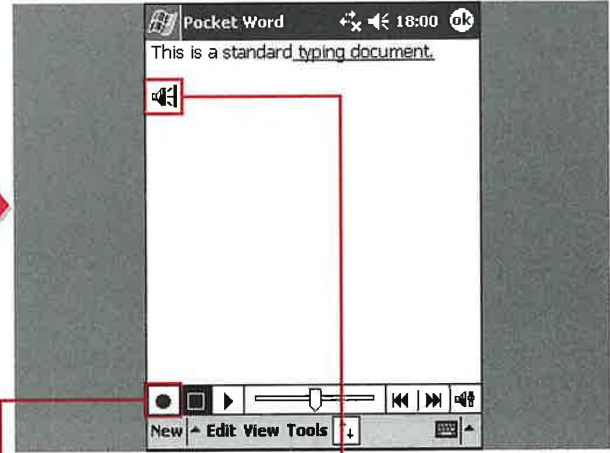 Pocket Word 18:00 ok
This is a standard typing document.
New Edit View Tools